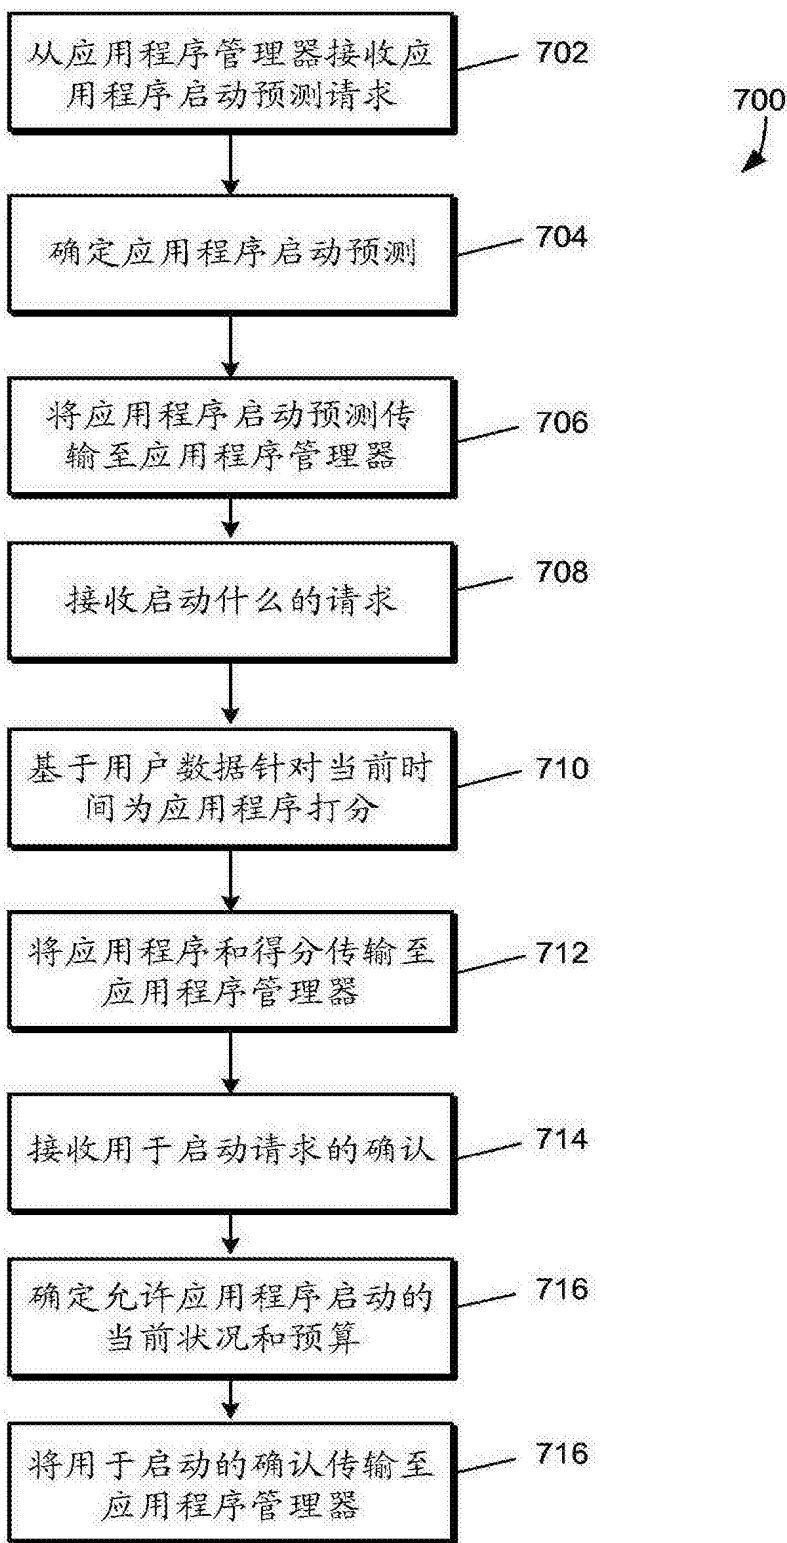 从应用程序管理器接收应
用程序启动预测请求
702
700
确定应用程序启动预测
704
将应用程序启动预测传
输至应用程序管理器
706
接收启动什么的请求
708
基于用户数据针对当前时
间为应用程序打分
710
将应用程序和得分传输至
应用程序管理器
712
接收用于启动请求的确认
714
确定允许应用程序启动的
当前状况和预算
716
将用于启动的确认传输至
应用程序管理器
716